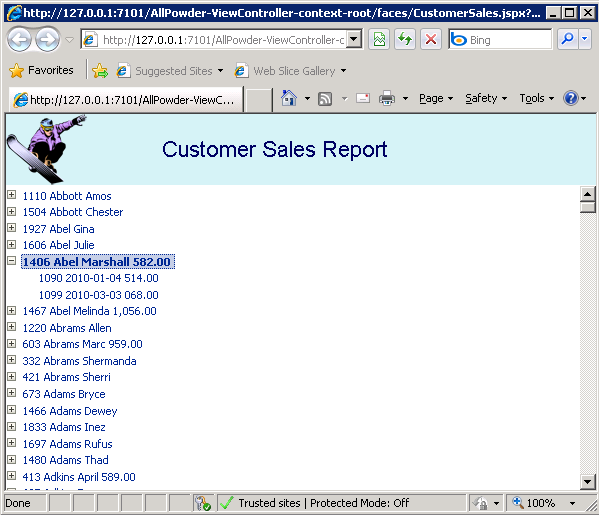 http://127.0.0.1:7101/AllPowder-ViewController-context-root/faces/CustomerSales.jspx?...
http://127.0.0.1:7101/AllPowder-ViewController-c
Bing
Favorites
Suggested Sites
Web Slice Gallery
http://127.0.0.1:7101/AllPowder-ViewC...
Page
Safety
Tools
Customer Sales Report
1110 Abbott Amos
1504 Abbott Chester
1927 Abel Gina
1606 Abel Julie
1406 Abel Marshall 582.00
1090 2010-01-04 514.00
1099 2010-03-03 068.00
1467 Abel Melinda 1,056.00
1220 Abrams Allen
603 Abrams Marc 959.00
332 Abrams Shermanda
421 Abrams Sherri
673 Adams Bryce
1466 Adams Dewey
1833 Adams Inez
1697 Adams Rufus
1480 Adams Thad
413 Adkins April 589.00
Done
Trusted sites | Protected Mode: Off
100%